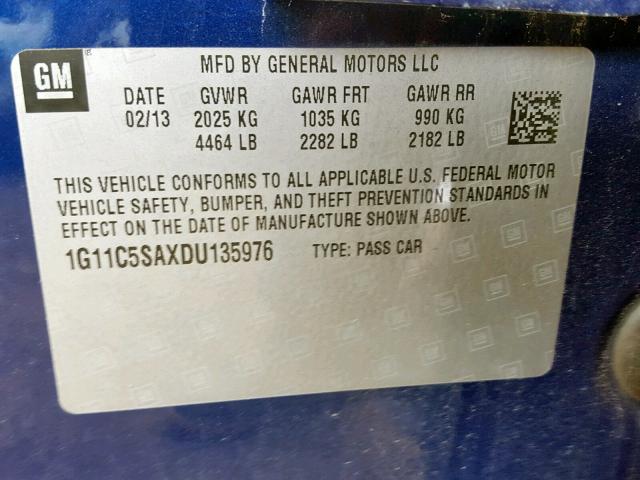 GM
MFD BY GENERAL MOTORS LLC
DATE GVWR GAWR FRT GAWR RR
02/13 2025 KG 1035 KG 990 KG
4464 LB 2282 LB 2182 LB
THIS VEHICLE CONFORMS TO ALL APPLICABLE U.S. FEDERAL MOTOR
VEHICLE SAFETY, BUMPER, AND THEFT PREVENTION STANDARDS IN
EFFECT ON THE DATE OF MANUFACTURE SHOWN ABOVE.
1G11C5SAXDU135976 TYPE: PASS CAR